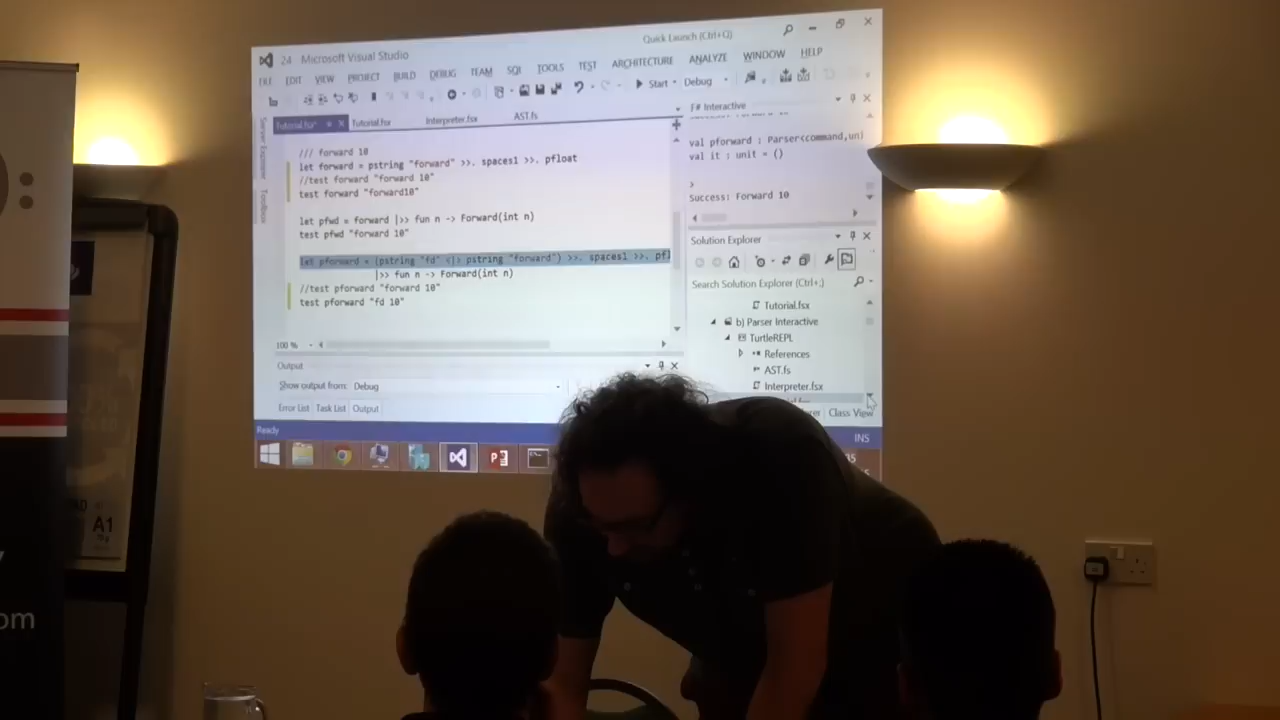 Quick Launch (Ctrl+Q)
24 Microsoft Visual Studio
FILE EDIT VIEW PROJECT BUILD DEBUG TEAM SQL TOOLS TEST ARCHITECTURE ANALYZE WINDOW HELP
Start Debug
Server Explorer
Toolbox
Tutorial.fsx* Tutorial.fsx Interpreter.fsx AST.fs
/// forward 10
let forward = pstring "forward" >>. spaces1 >>. pfloat
//test forward "forward 10"
test forward "forward10"
let pfwd = forward |>> fun n -> Forward(int n)
test pfwd "forward 10"
let pforward = (pstring "fd" <|> pstring "forward") >>. spaces1 >>. pfl
|>> fun n -> Forward(int n)
//test pforward "forward 10"
test pforward "fd 10"
100 %
Output
Show output from: Debug
Error List Task List Output
Ready
F# Interactive
val pforward : Parser<command,uni
val it : unit = ()
>
Success: Forward 10
Solution Explorer
Search Solution Explorer (Ctrl+;)
Tutorial.fsx
b) Parser Interactive
TurtleREPL
References
AST.fs
Interpreter.fsx
Class View
INS
A1
om